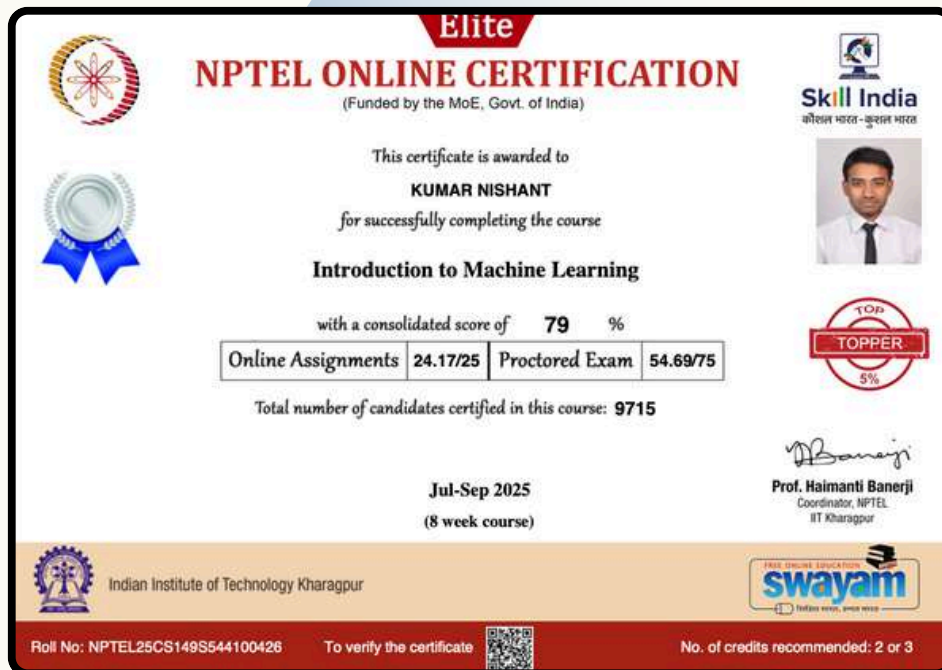 Elite
NPTEL ONLINE CERTIFICATION
(Funded by the MoE, Govt. of India)
Skill India
कौशल भारत - कुशल भारत
This certificate is awarded to
KUMAR NISHANT
for successfully completing the course
Introduction to Machine Learning
with a consolidated score of 79 %
Online Assignments 24.17/25 Proctored Exam 54.69/75
TOP
TOPPER
5%
Total number of candidates certified in this course: 9715
Jul-Sep 2025
(8 week course)
Prof. Haimanti Banerji
Coordinator, NPTEL
IIT Kharagpur
Indian Institute of Technology Kharagpur
FREE ONLINE EDUCATION
swayam
Roll No: NPTEL25CS149S544100426
To verify the certificate
No. of credits recommended: 2 or 3